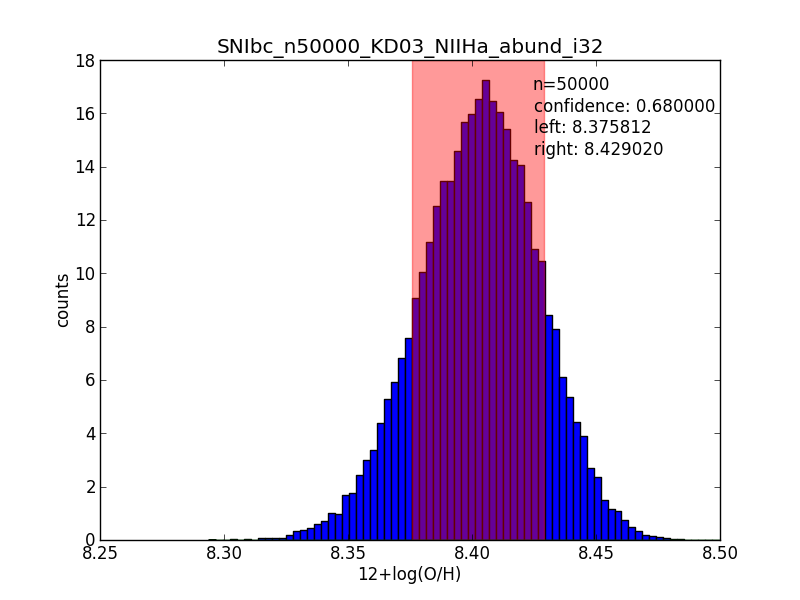 SNIbc_n50000_KD03_NIIHa_abund_i32
18
16
14
12
10
8
6
4
2
0
counts
n=50000
confidence: 0.680000
left: 8.375812
right: 8.429020
8.25 8.30 8.35 8.40 8.45 8.50
12+log(O/H)